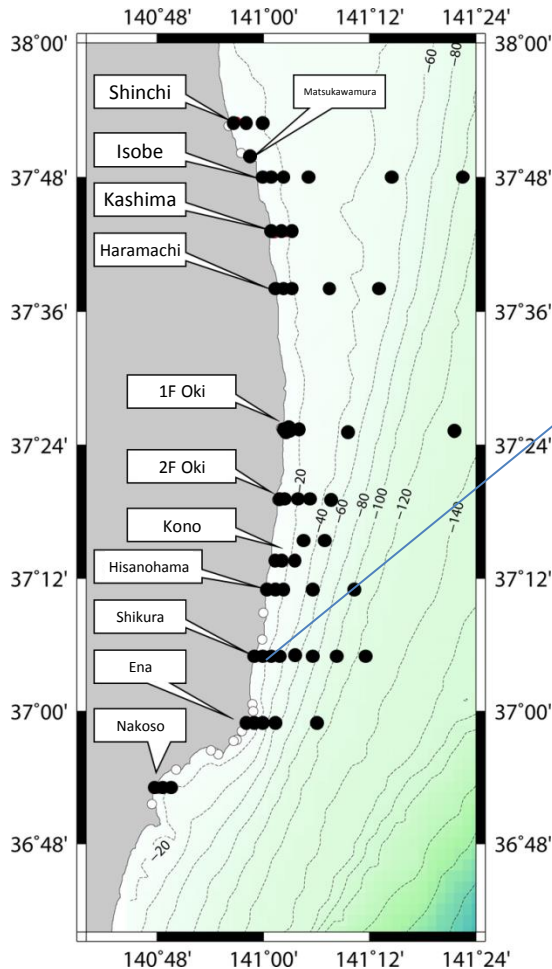 140°48' 141°00' 141°12' 141°24'
38°00' 38°00'
-60 -80
Shinchi
Matsukawamura
Isobe
37°48' 37°48'
Kashima
Haramachi
37°36' 37°36'
1F Oki
37°24' 37°24'
2F Oki
-20 -40 -60 -80 -100 -120 -140
Kono
Hisanohama
37°12' 37°12'
Shikura
Ena
37°00' 37°00'
Nakoso
-20
36°48' 36°48'
140°48' 141°00' 141°12' 141°24'